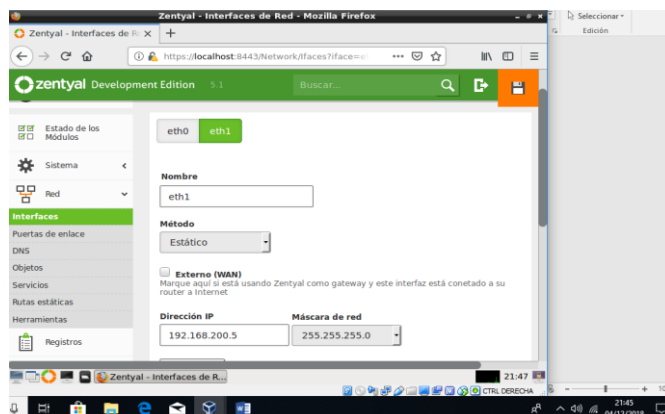 Zentyal - Interfaces de Red - Mozilla Firefox
Seleccionar
Zentyal - Interfaces de R
Edición
https://localhost:8443/Network/Ifaces?iface=e
zentyal Development Edition 5.1
Buscar...
Estado de los
Módulos
eth0 eth1
Sistema
Nombre
Red
eth1
Interfaces
Método
Puertas de enlace
Estático
DNS
Objetos
Externo (WAN)
Servicios
Marque aquí si está usando Zentyal como gateway y este interfaz está conetado a su
router a Internet
Rutas estáticas
Herramientas
Dirección IP Máscara de red
Registros
192.168.200.5 255.255.255.0
Zentyal - Interfaces de R...
21:47
CTRL DERECHA
21:45
04/12/2018